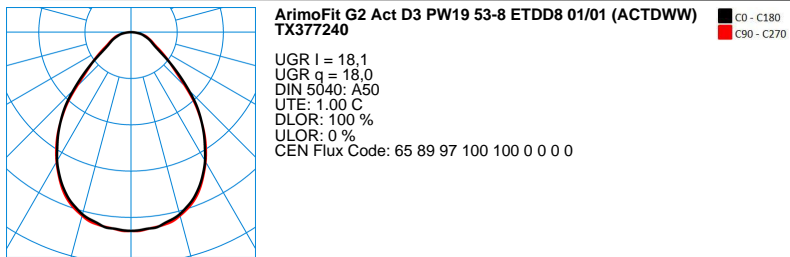 ArimoFit G2 Act D3 PW19 53-8 ETDD8 01/01 (ACTDWW)
TX377240
UGR l = 18,1
UGR q = 18,0
DIN 5040: A50
UTE: 1.00 C
DLOR: 100 %
ULOR: 0 %
CEN Flux Code: 65 89 97 100 100 0 0 0 0
C0 - C180
C90 - C270